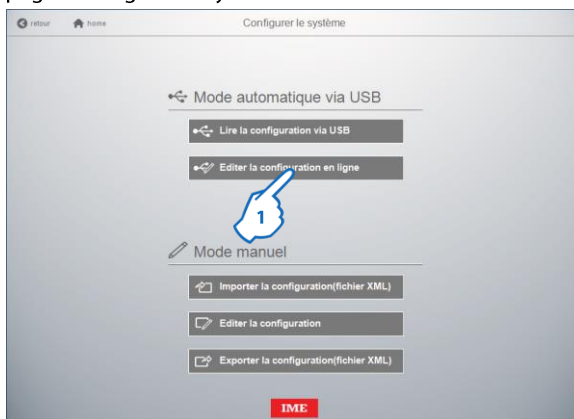 retour home Configurer le système
Mode automatique via USB
Lire la configuration via USB
Editer la configuration en ligne
1
Mode manuel
Importer la configuration(fichier XML)
Editer la configuration
Exporter la configuration(fichier XML)
IME